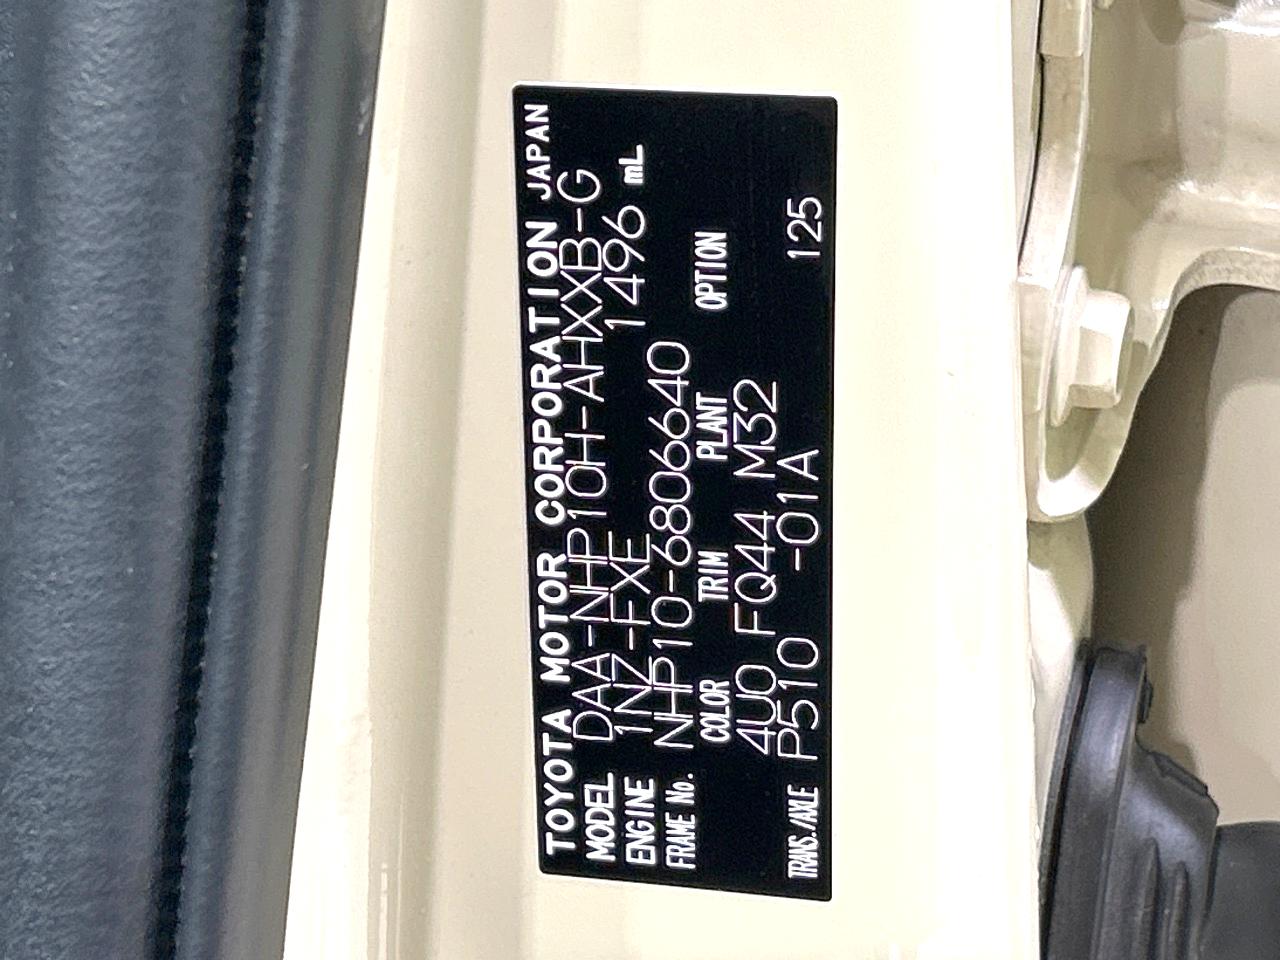 TOYOTA MOTOR CORPORATION JAPAN
MODEL DAA-NHP10H-AHXXB-G
ENGINE 1NZ-FXE 1496 mL
FRAME No. NHP10-6806640
COLOR TRIM PLANT OPTION
4U0 FQ44 M32
TRANS./AXLE P510 -01A 125